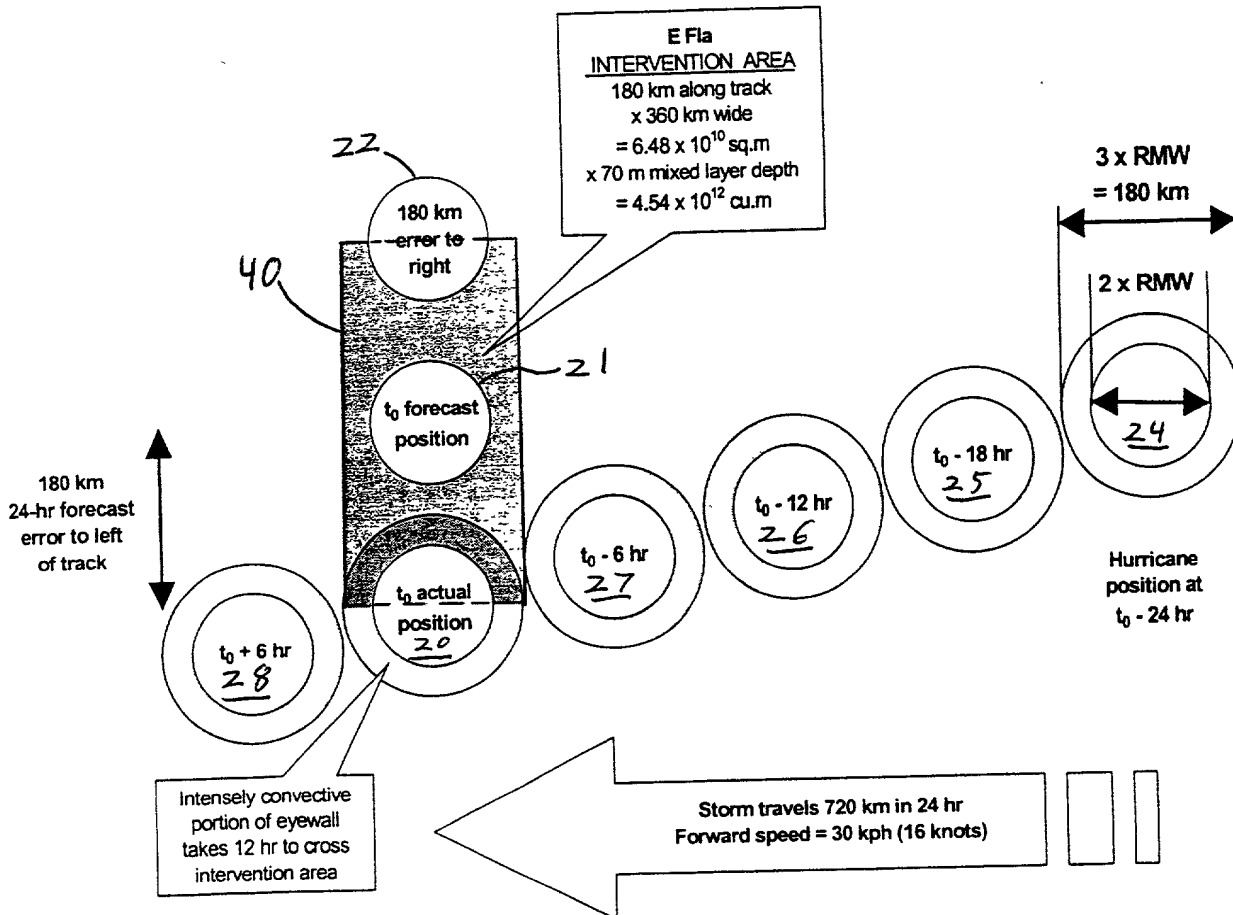 E Fla
INTERVENTION AREA
180 km along track
x 360 km wide
= 6.48 x 10¹⁰ sq.m
x 70 m mixed layer depth
= 4.54 x 10¹² cu.m
22
180 km
error to
right
40
21
t₀ forecast
position
3 x RMW
= 180 km
2 x RMW
24
t₀ - 18 hr
25
t₀ - 12 hr
26
t₀ - 6 hr
27
180 km
24-hr forecast
error to left
of track
t₀ actual
position
20
t₀ + 6 hr
28
Hurricane
position at
t₀ - 24 hr
Intensely convective
portion of eyewall
takes 12 hr to cross
intervention area
Storm travels 720 km in 24 hr
Forward speed = 30 kph (16 knots)